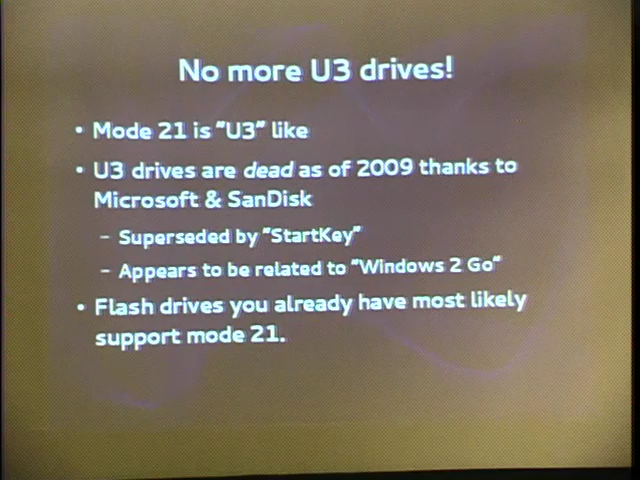 No more U3 drives!
• Mode 21 is "U3" like
• U3 drives are dead as of 2009 thanks to
Microsoft & SanDisk
– Superseded by "StartKey"
– Appears to be related to "Windows 2 Go"
• Flash drives you already have most likely
support mode 21.